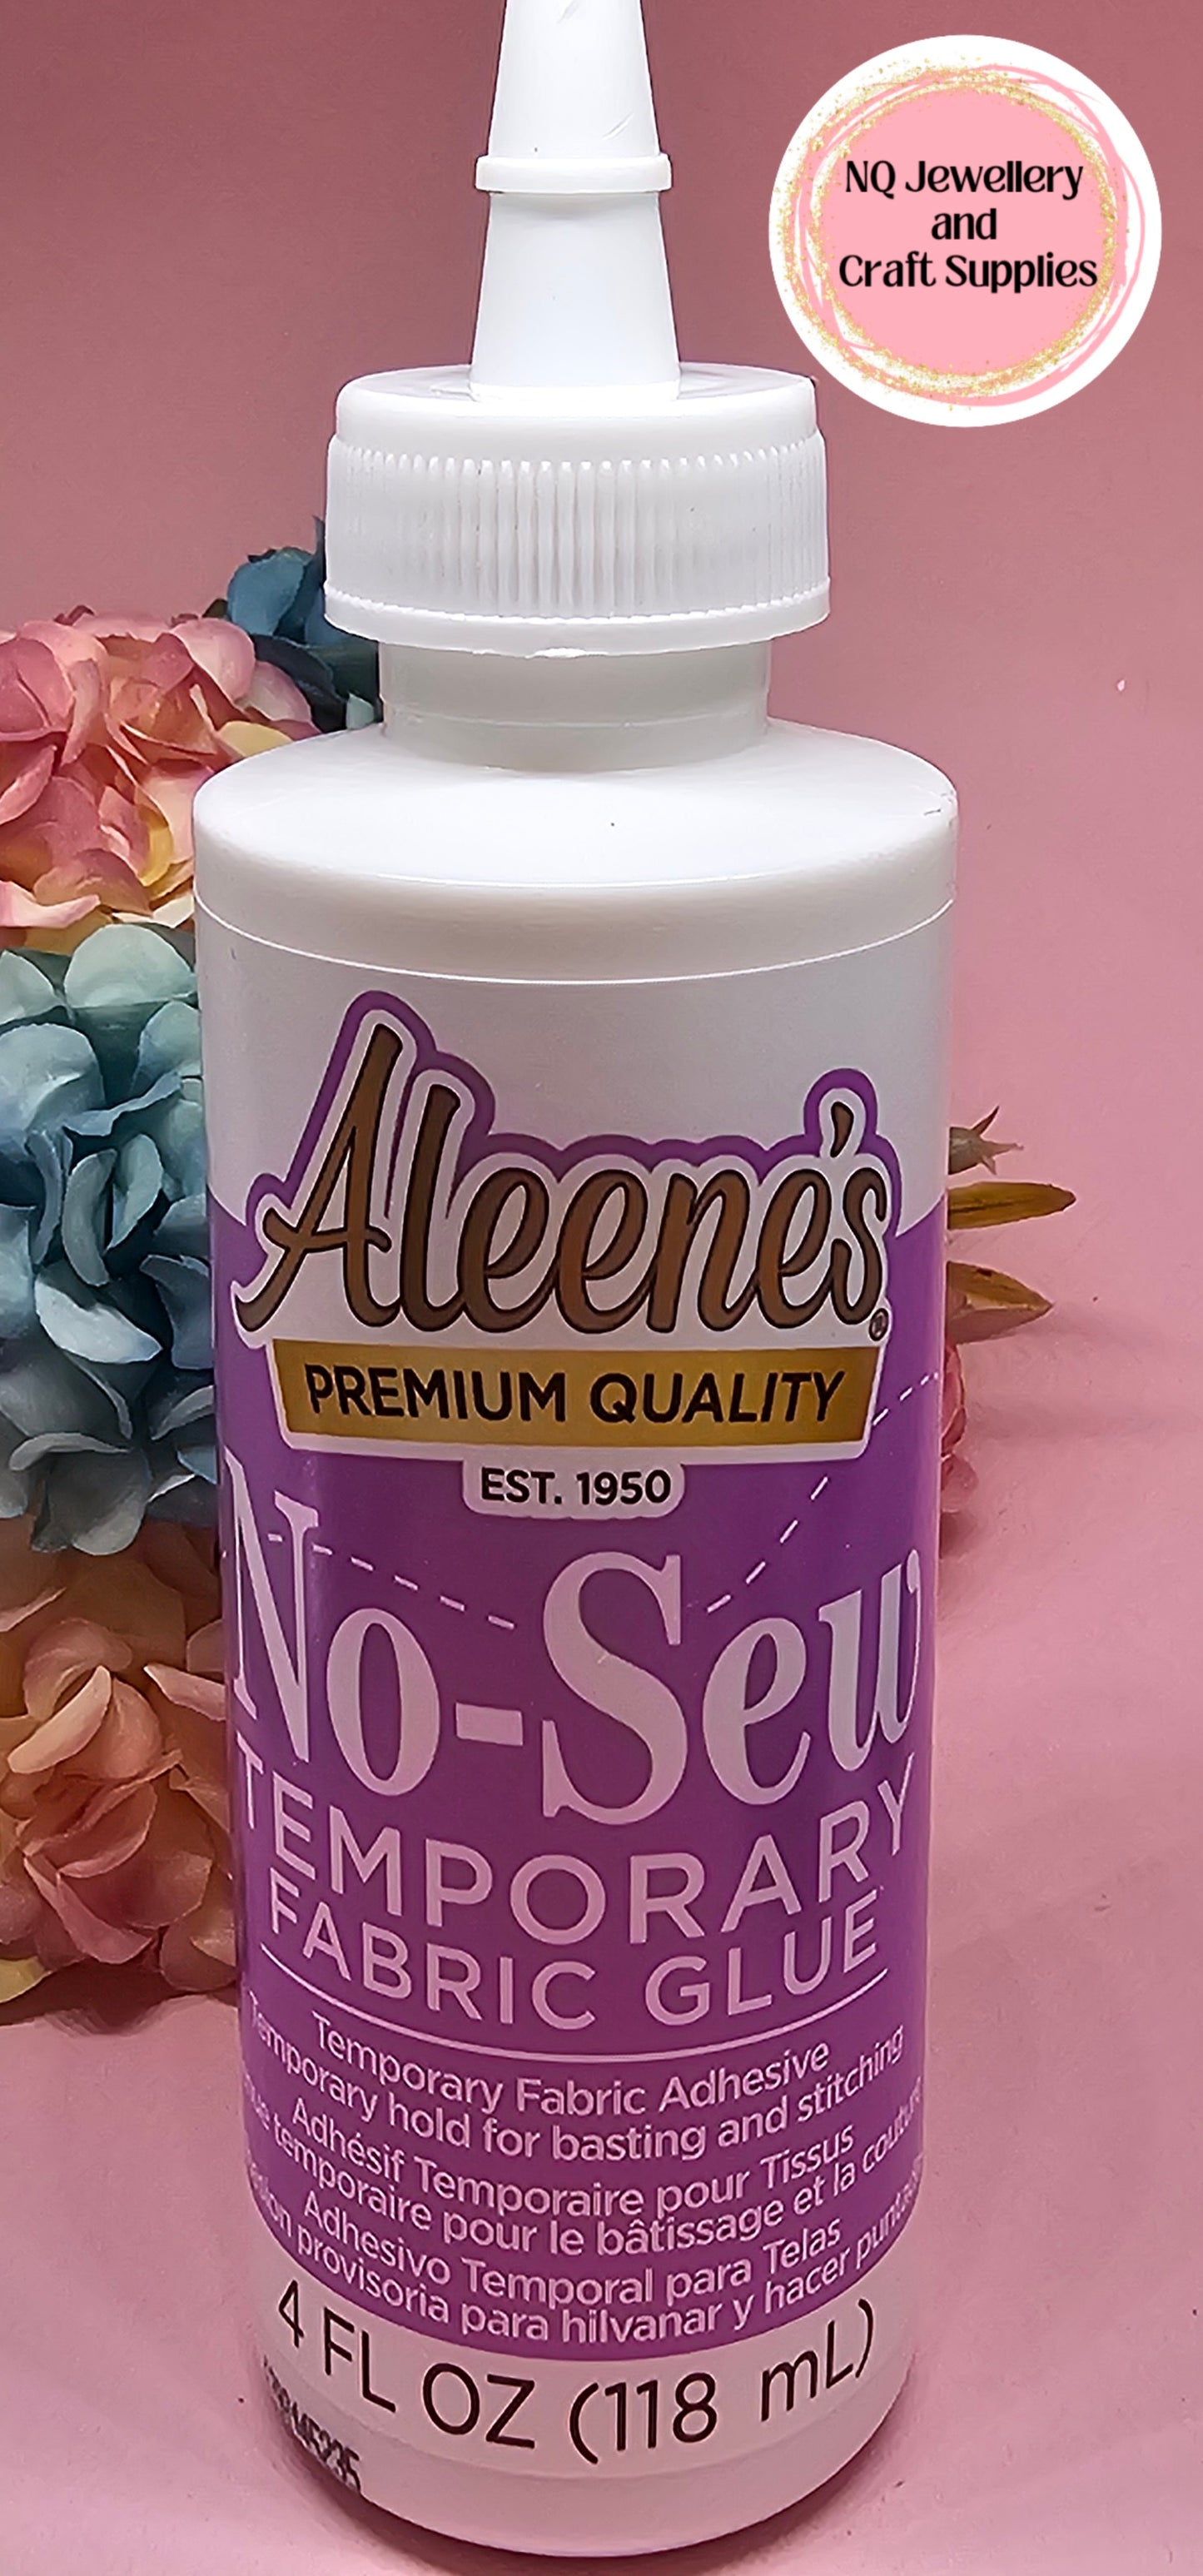 NQ Jewellery
and
Craft Supplies
Aleene's®
PREMIUM QUALITY
EST. 1950
No-Sew
TEMPORARY
FABRIC GLUE
Temporary Fabric Adhesive
Temporary hold for basting and stitching
Adhésif Temporaire pour Tissus
temporaire pour le bâtissage et la couture
Adhesivo Temporal para Telas
provisoria para hilvanar y hacer
4 FL OZ (118 mL)